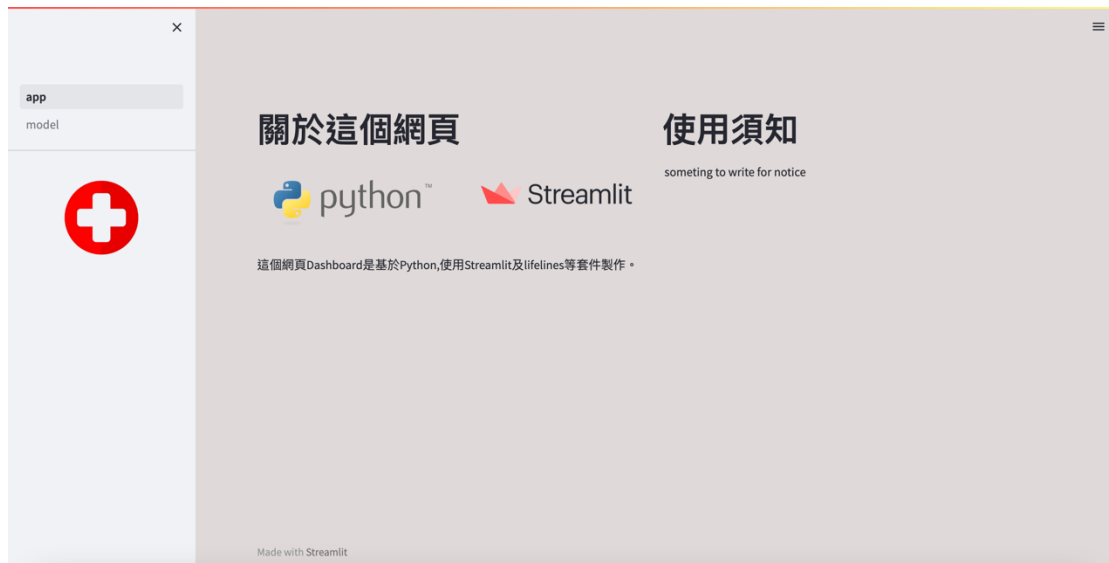 app
model
關於這個網頁
python™
Streamlit
這個網頁Dashboard是基於Python,使用Streamlit及lifelines等套件製作。
使用須知
someting to write for notice
Made with Streamlit